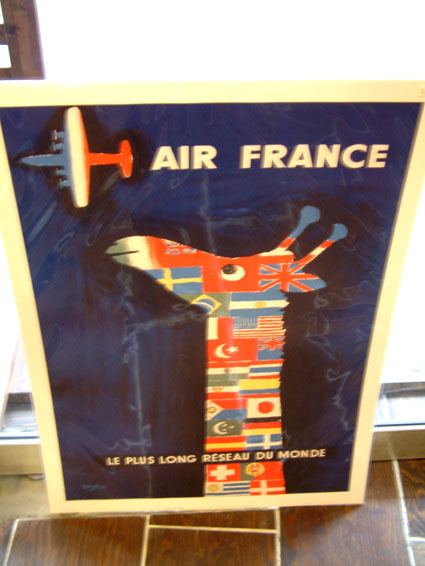 AIR FRANCE
LE PLUS LONG RÉSEAU DU MONDE